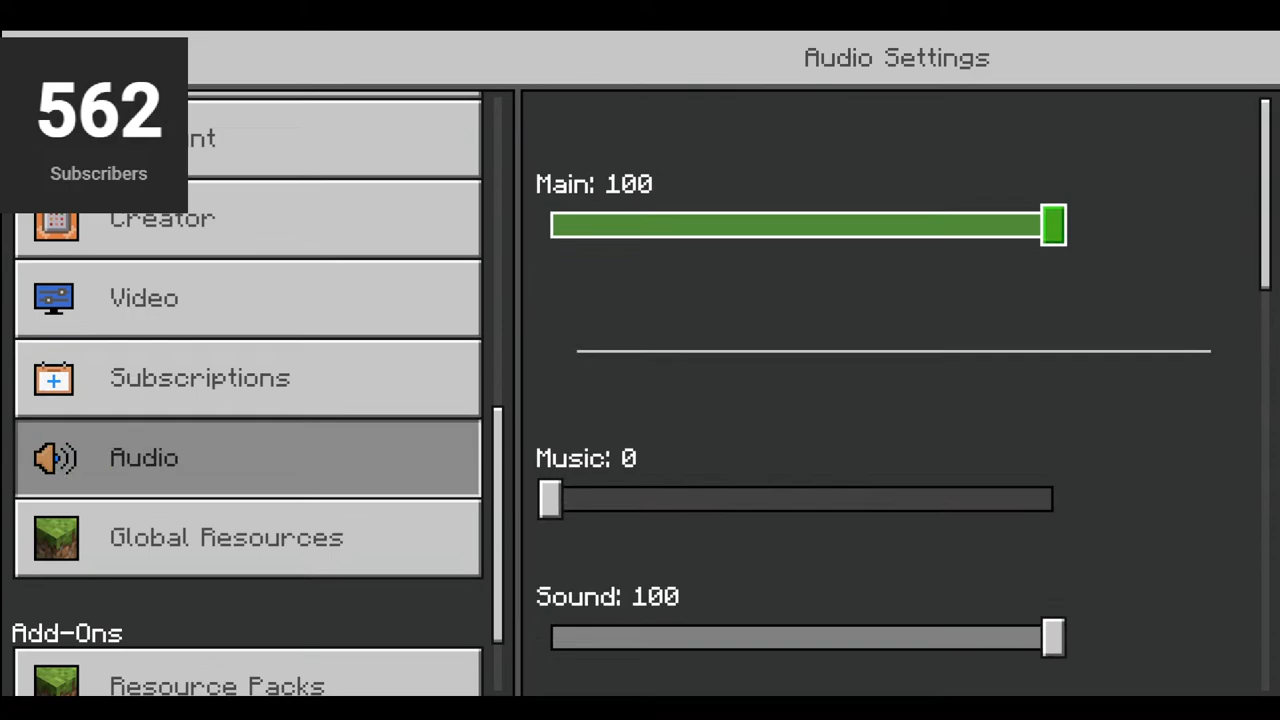 Audio Settings
562
Subscribers
nt
Creator
Video
Subscriptions
Audio
Global Resources
Add-Ons
Resource Packs
Main: 100
Music: 0
Sound: 100